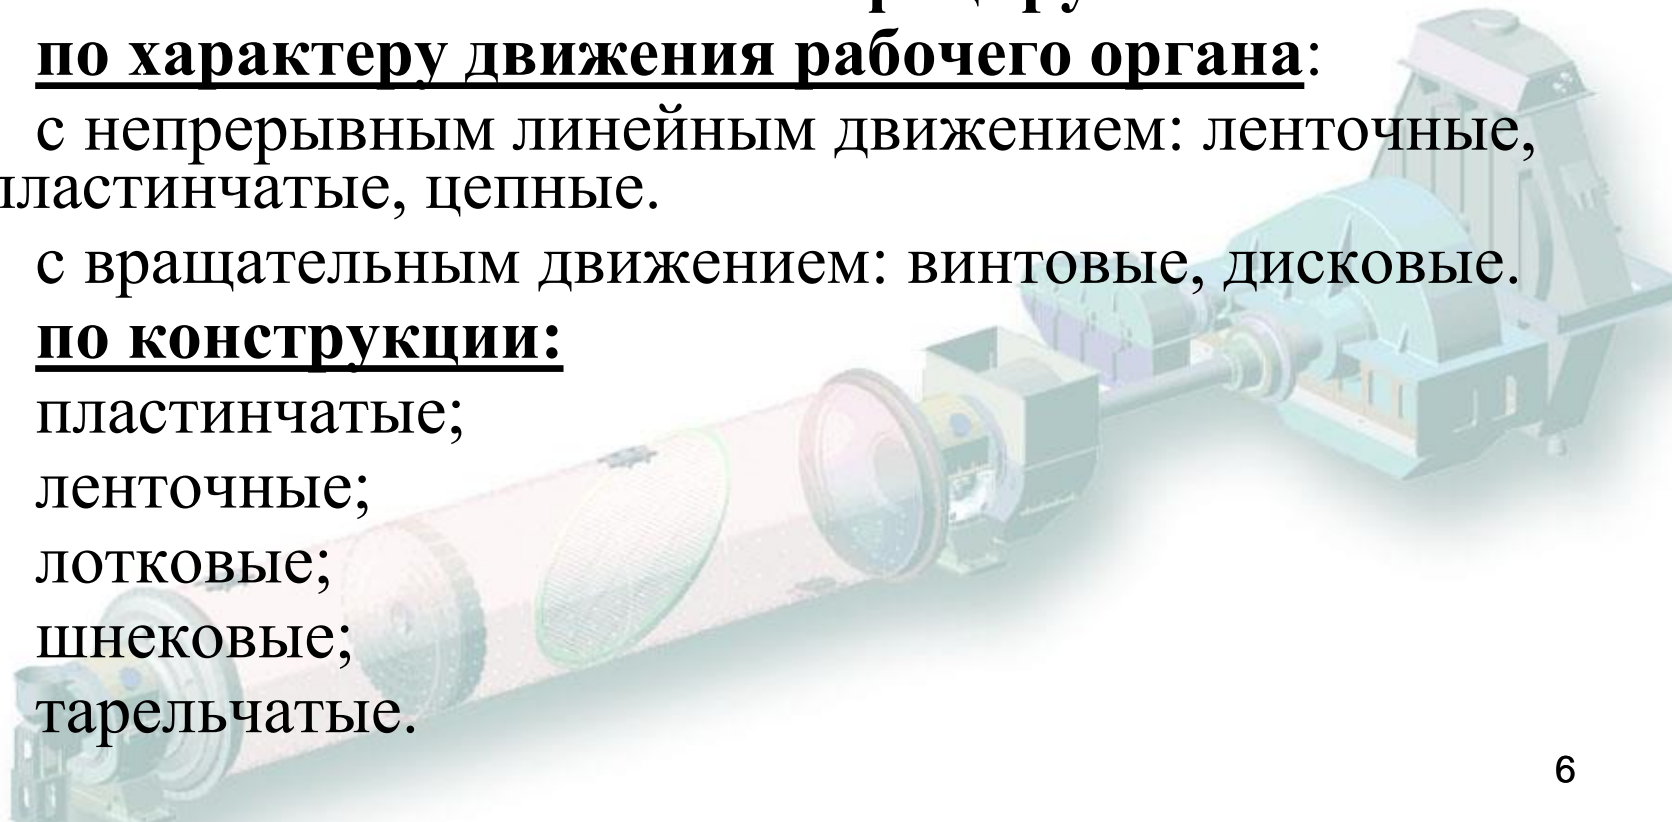 по характеру движения рабочего органа:
с непрерывным линейным движением: ленточные,
пластинчатые, цепные.
с вращательным движением: винтовые, дисковые.
по конструкции:
пластинчатые;
ленточные;
лотковые;
шнековые;
тарельчатые.
6